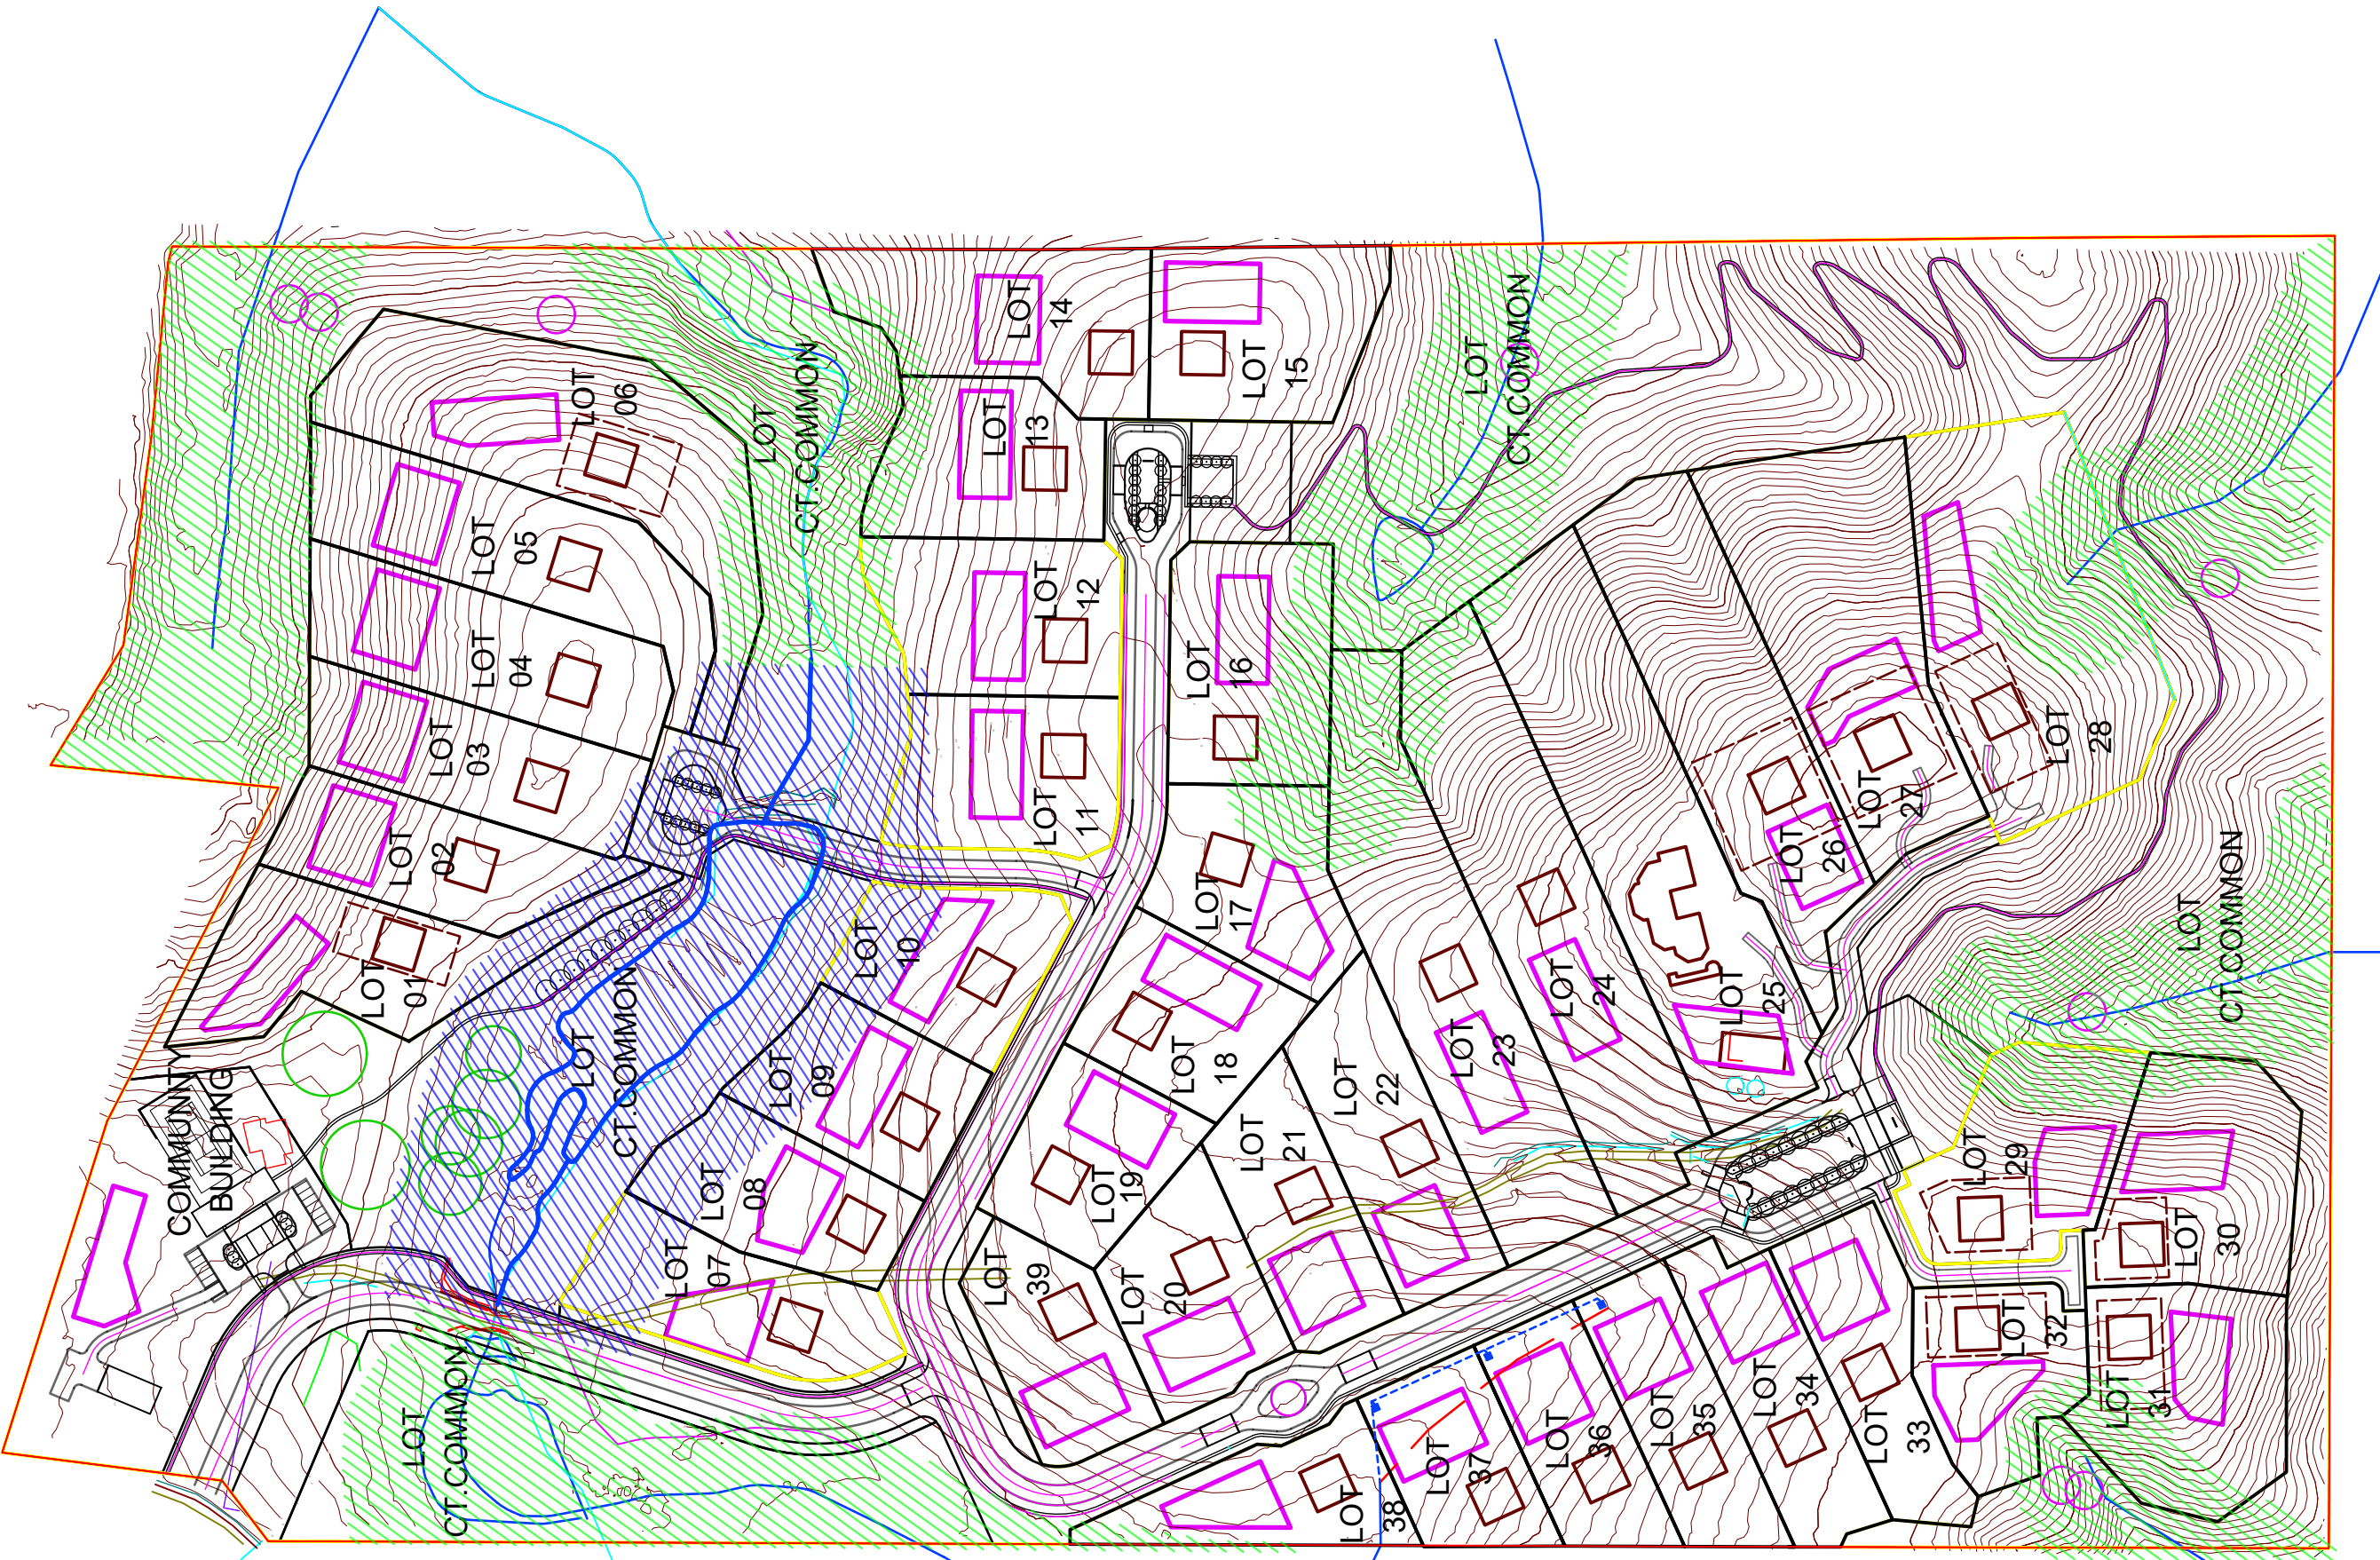 LOT
01
LOT
02
LOT
03
LOT
04
LOT
05
LOT
06
LOT
07
LOT
08
LOT
09
LOT
10
LOT
11
LOT
12
LOT
13
LOT
14
LOT
15
LOT
16
LOT
17
LOT
18
LOT
19
LOT
20
LOT
21
LOT
22
LOT
23
LOT
24
LOT
25
LOT
26
LOT
27
LOT
28
LOT
29
LOT
30
LOT
31
LOT
32
LOT
33
LOT
34
LOT
35
LOT
36
LOT
37
LOT
38
LOT
39
COMMUNITY
BUILDING
LOT
CT.COMMON
LOT
CT.COMMON
LOT
CT.COMMON
LOT
CT.COMMON
LOT
CT.COMMON